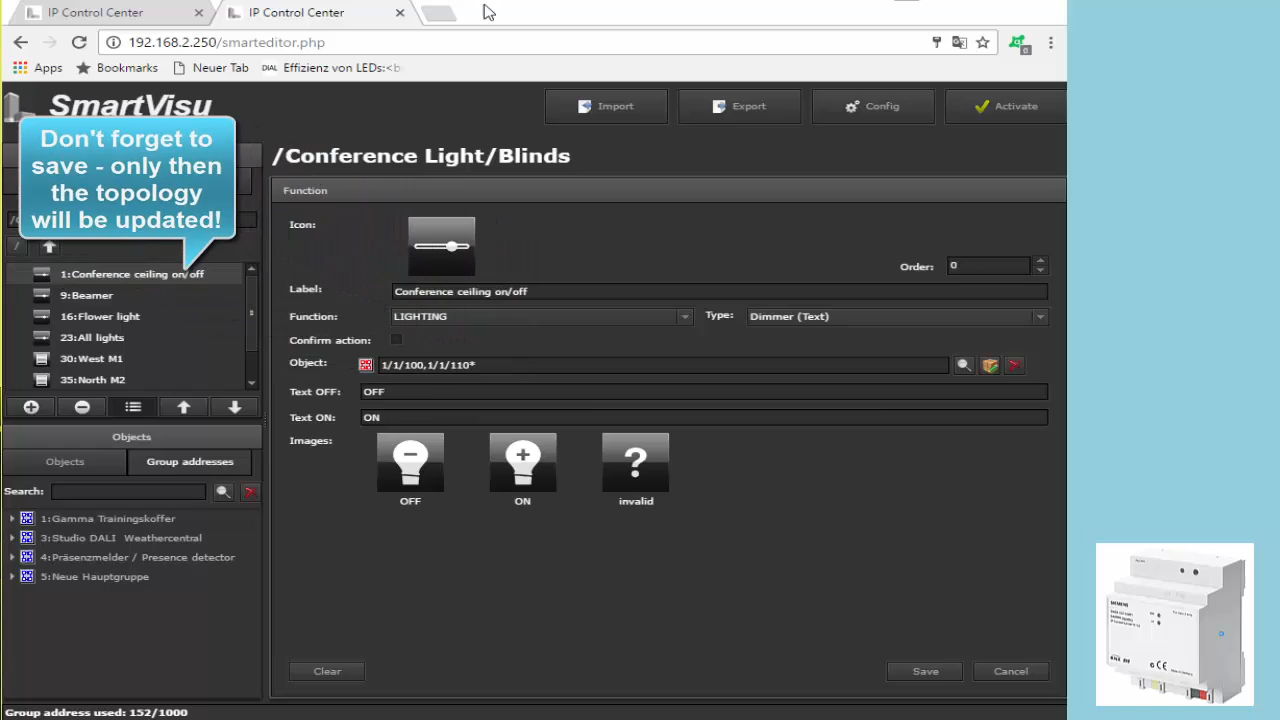 IP Control Center
IP Control Center
192.168.2.250/smarteditor.php
Apps Bookmarks Neuer Tab DIAL Effizienz von LEDs:<b
0
SmartVisu
Import Export Config Activate
Don't forget to
save - only then
the topology
will be updated!
/Conference Light/Blinds
Function
/
Icon:
Order: 0
1:Conference ceiling on/off
Label: Conference ceiling on/off
9:Beamer
16:Flower light
Function: LIGHTING Type: Dimmer (Text)
23:All lights
Confirm action:
30:West M1
Object: 1/1/100,1/1/110*
35:North M2
Text OFF: OFF
Text ON: ON
Objects
Images:
Objects Group addresses
Search:
OFF ON invalid
1:Gamma Trainingskoffer
3:Studio DALI Weathercentral
4:Präsenzmelder / Presence detector
5:Neue Hauptgruppe
SIEMENS
Clear Save Cancel
Group address used: 152/1000